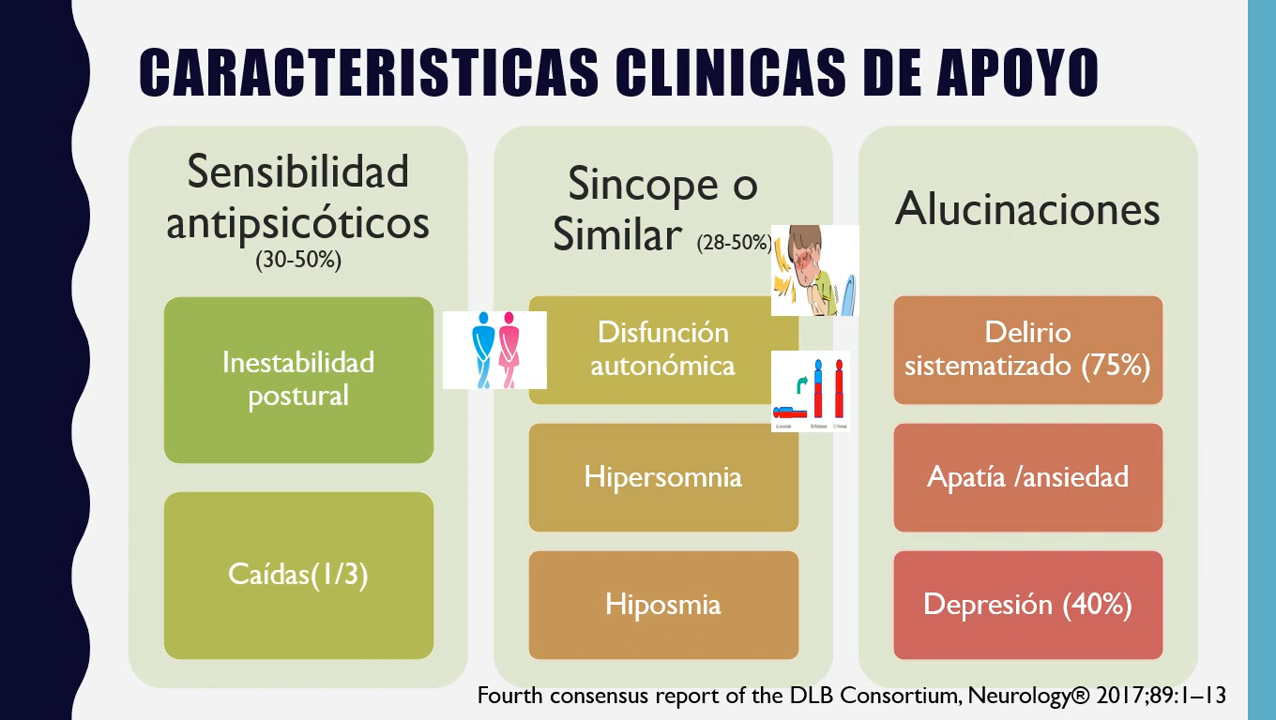 CARACTERISTICAS CLINICAS DE APOYO
Sensibilidad
antipsicóticos
(30-50%)
Inestabilidad
postural
Caídas(1/3)
Sincope o
Similar (28-50%)
Disfunción
autonómica
Hipersomnia
Hiposmia
Alucinaciones
Delirio
sistematizado (75%)
Apatía /ansiedad
Depresión (40%)
Fourth consensus report of the DLB Consortium, Neurology® 2017;89:1–13